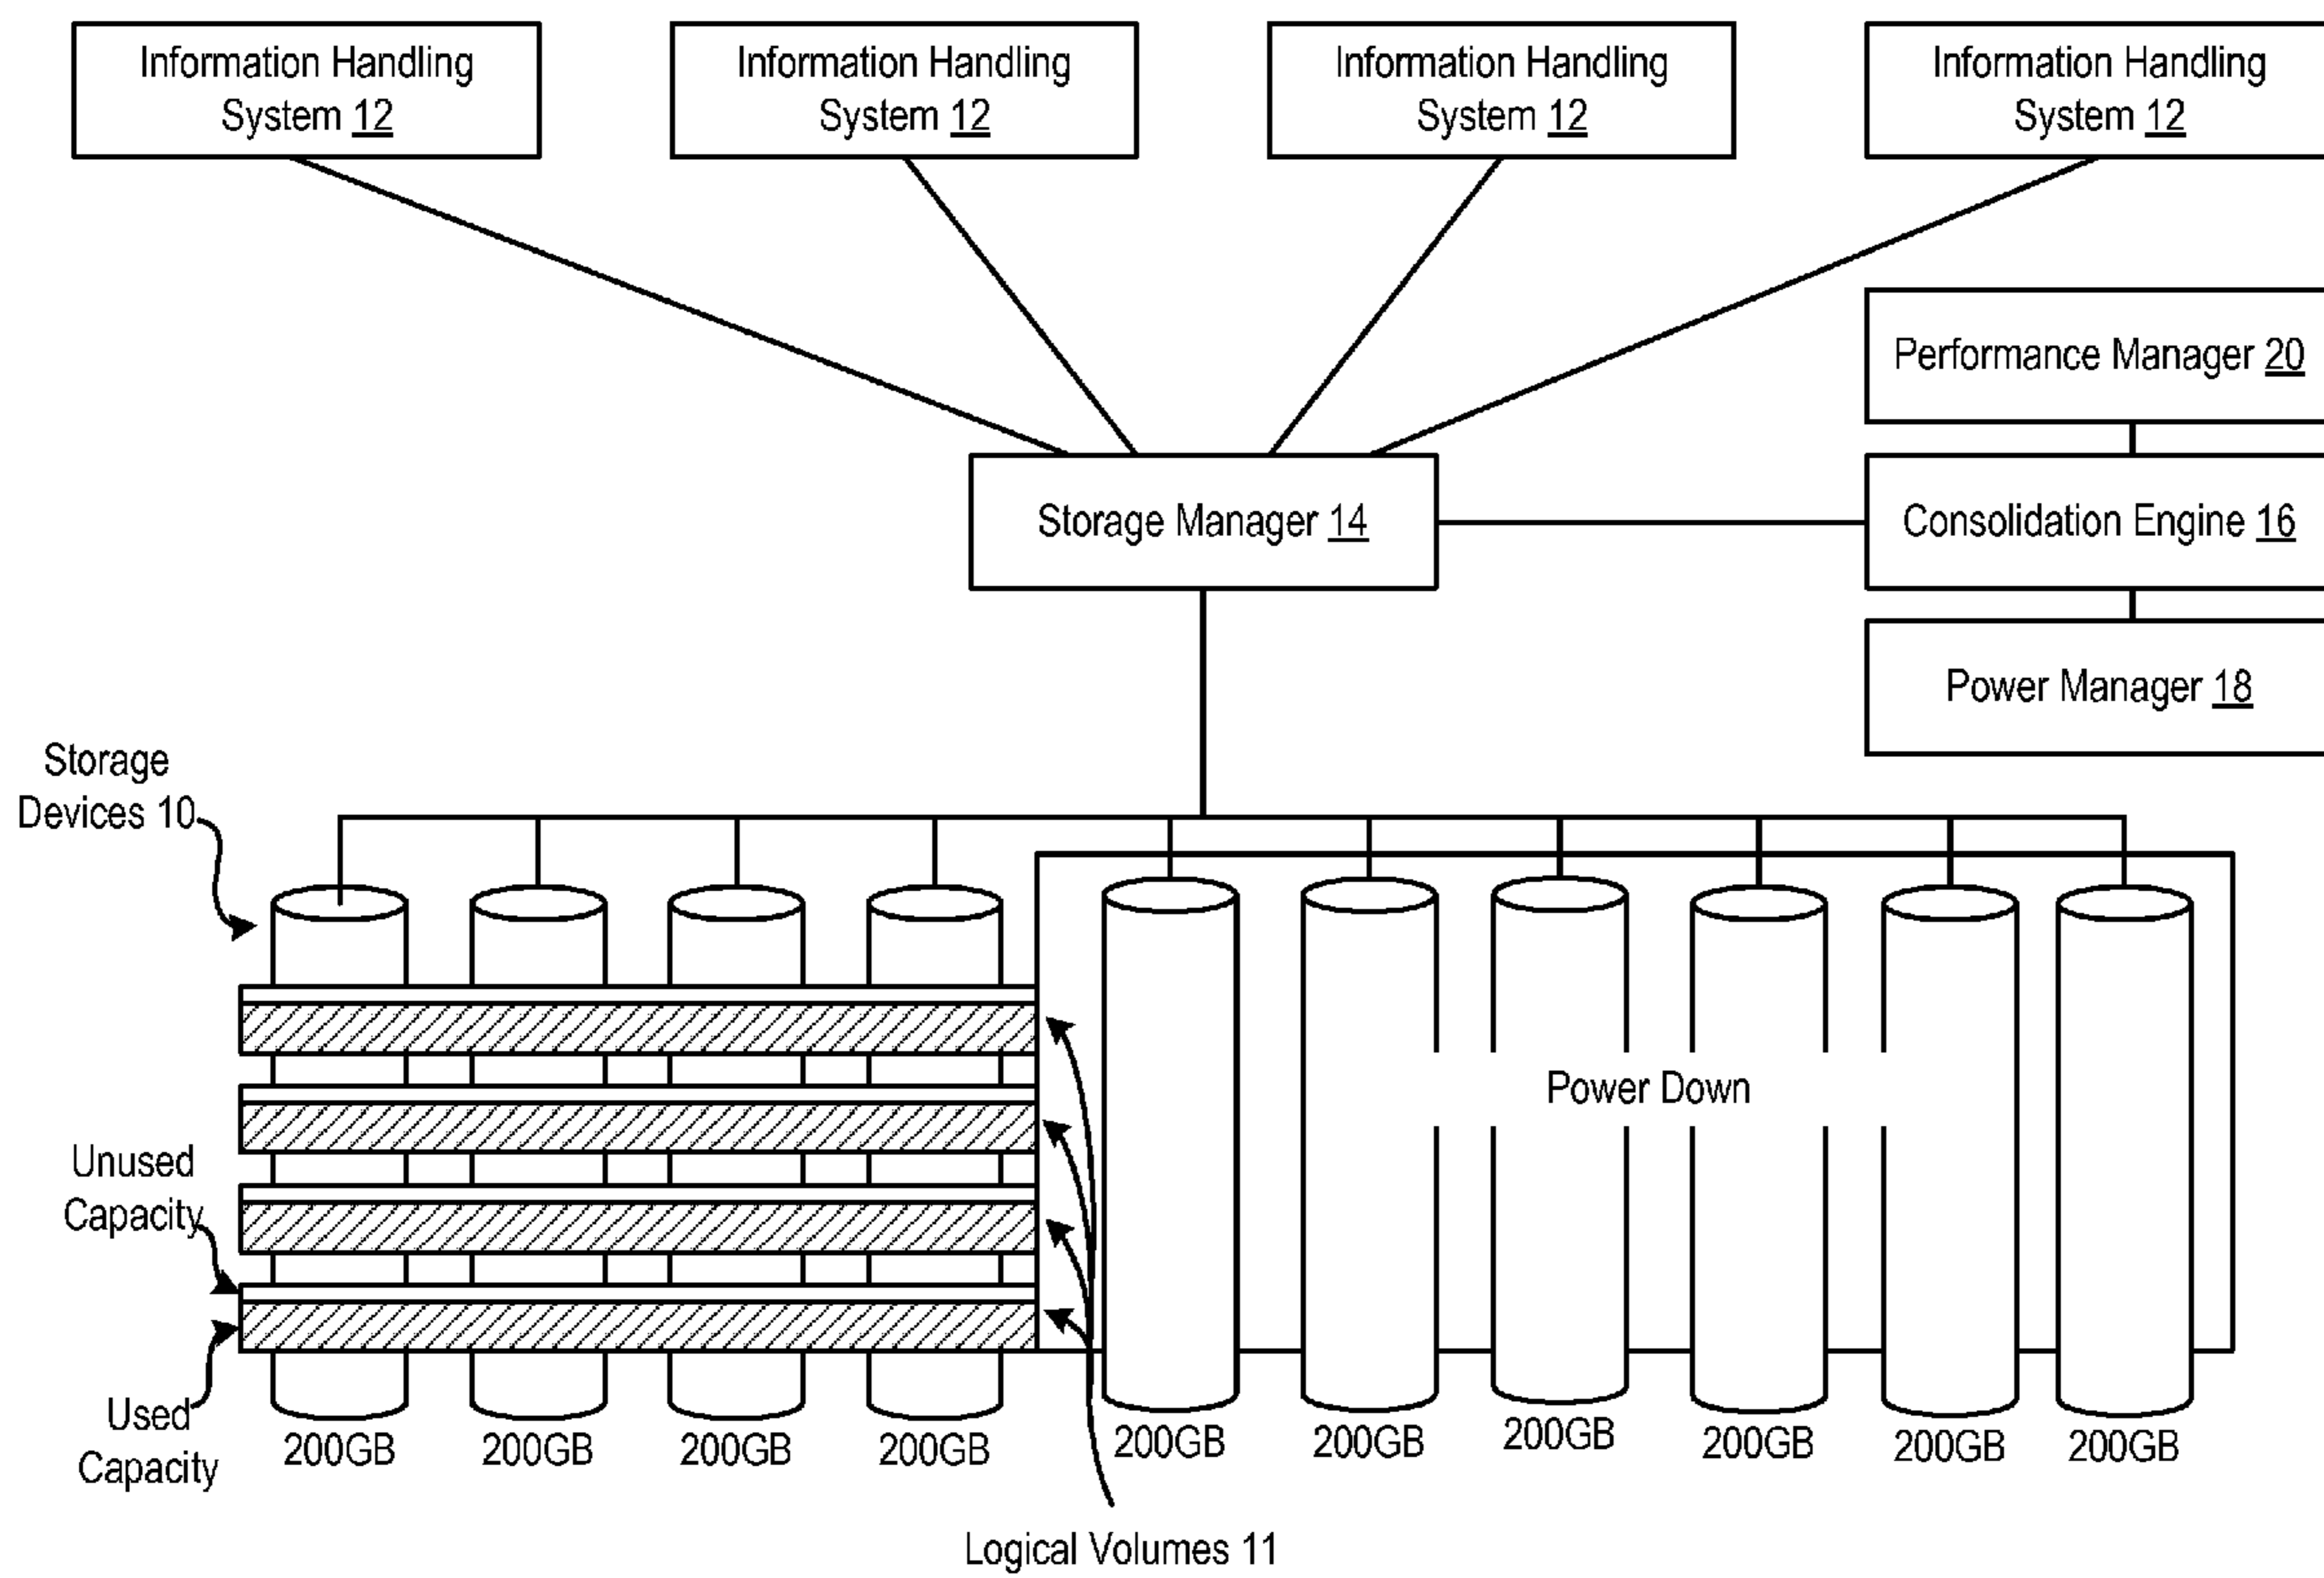 Information Handling
System 12
Information Handling
System 12
Information Handling
System 12
Information Handling
System 12
Performance Manager 20
Storage Manager 14
Consolidation Engine 16
Power Manager 18
Storage
Devices 10
Power Down
Unused
Capacity
Used
Capacity
200GB
200GB
200GB
200GB
200GB
200GB
200GB
200GB
200GB
200GB
Logical Volumes 11